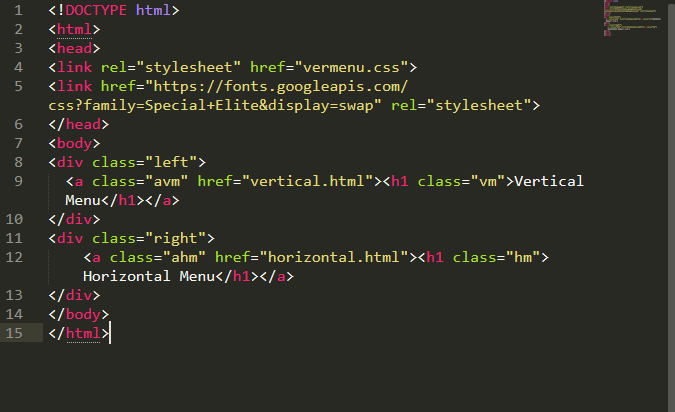 1 <!DOCTYPE html>
2 <html>
3 <head>
4 <link rel="stylesheet" href="vermenu.css">
5 <link href="https://fonts.googleapis.com/
css?family=Special+Elite&display=swap" rel="stylesheet">
6 </head>
7 <body>
8 <div class="left">
9 <a class="avm" href="vertical.html"><h1 class="vm">Vertical
Menu</h1></a>
10 </div>
11 <div class="right">
12 <a class="ahm" href="horizontal.html"><h1 class="hm">
Horizontal Menu</h1></a>
13 </div>
14 </body>
15 </html>